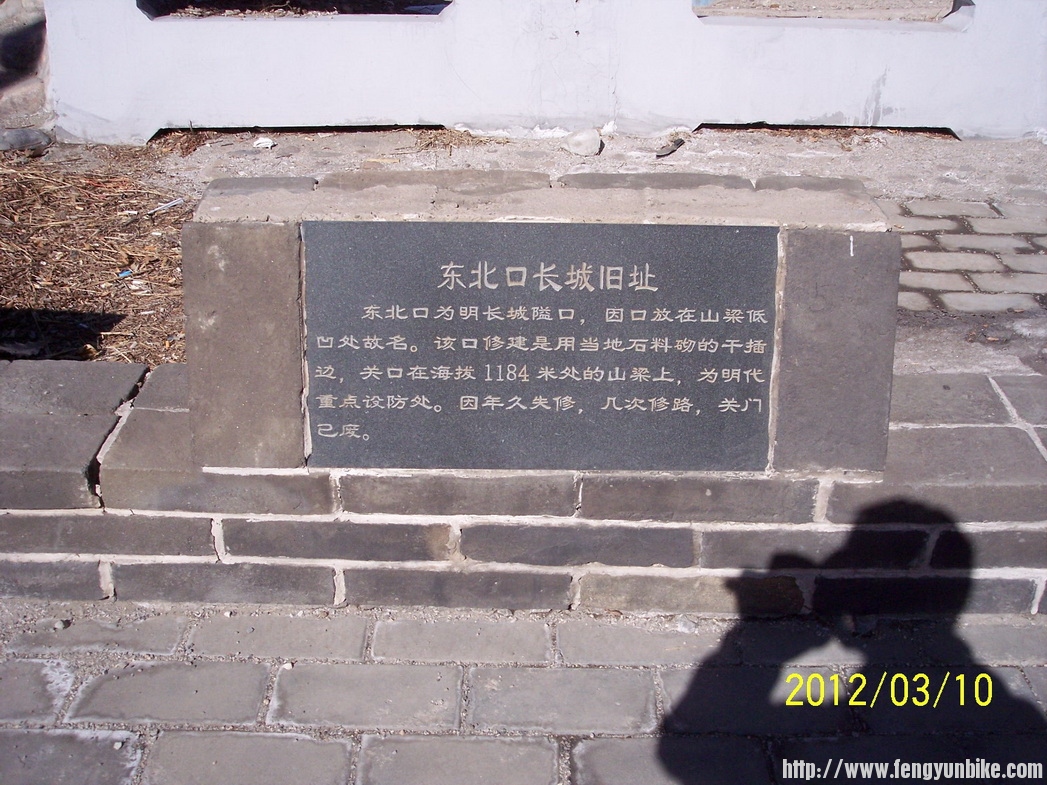 东北口长城旧址
东北口为明长城隘口，因口放在山梁低
凹处故名。该口修建是用当地石料砌的干插
边，关口在海拔1184米处的山梁上，为明代
重点设防处。因年久失修，几次修路，关门
已废。
2012/03/10
http://www.fengyunbike.com